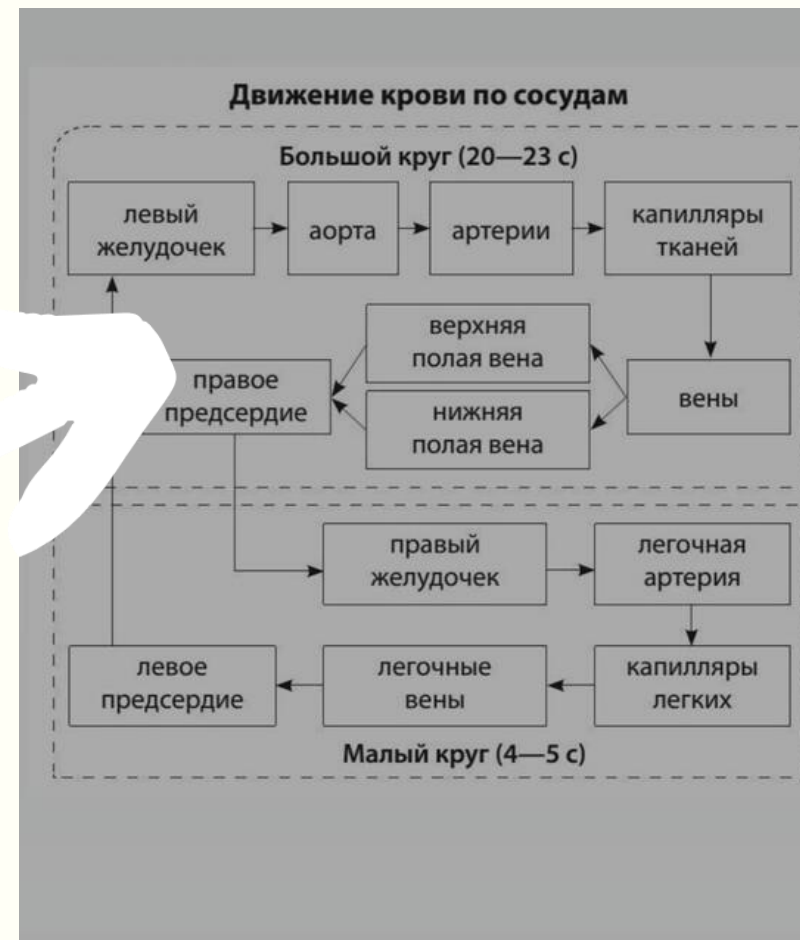 Движение крови по сосудам
Большой круг (20—23 с)
левый
желудочек
аорта
артерии
капилляры
тканей
верхняя
полая вена
правое
предсердие
вены
нижняя
полая вена
правый
желудочек
легочная
артерия
левое
предсердие
легочные
вены
капилляры
легких
Малый круг (4—5 с)